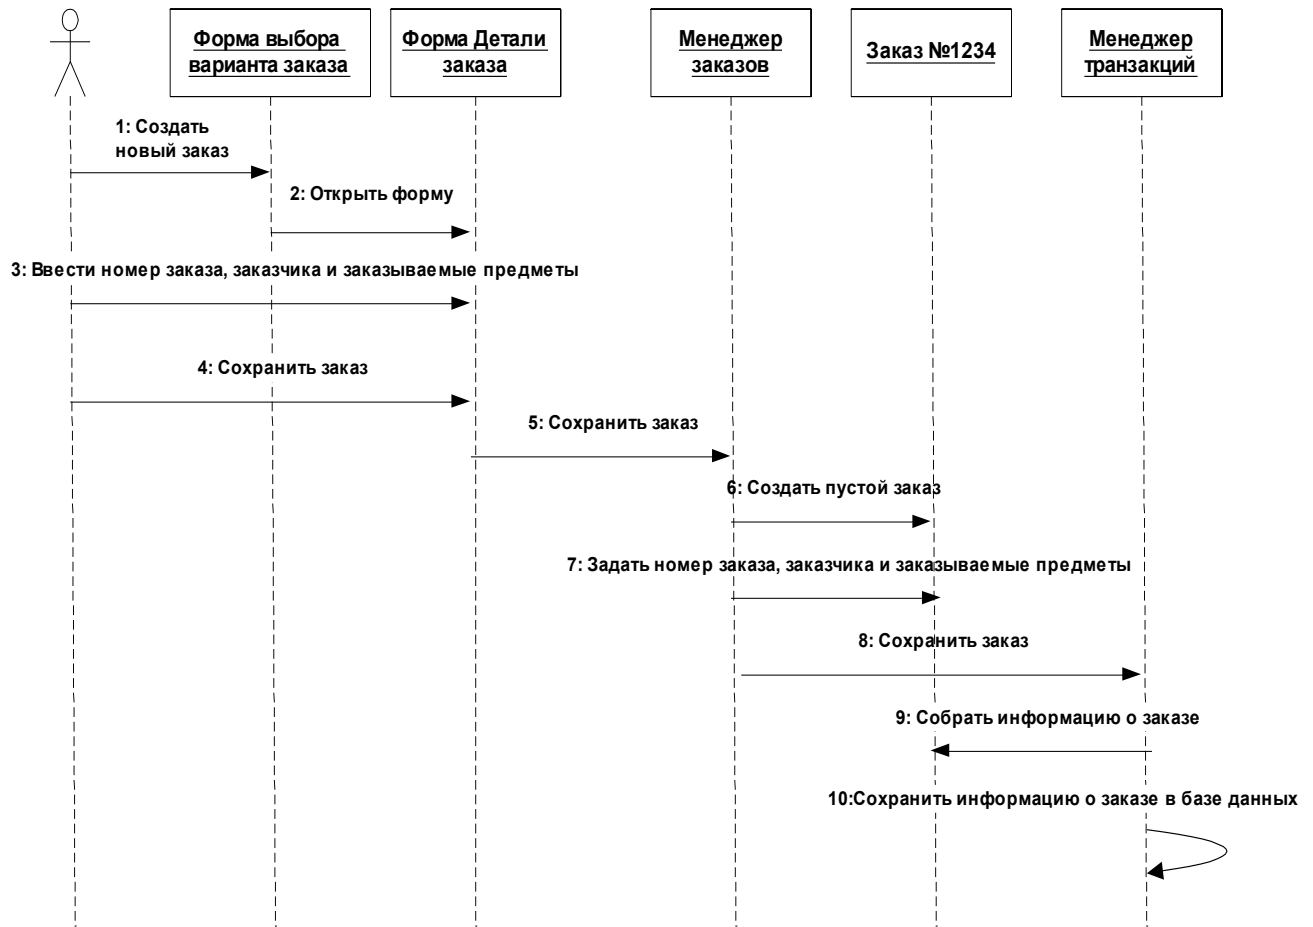 Форма выбора
варианта заказа
Форма Детали
заказа
Менеджер
заказов
Заказ №1234
Менеджер
транзакций
1: Создать
новый заказ
2: Открыть форму
3: Ввести номер заказа, заказчика и заказываемые предметы
4: Сохранить заказ
5: Сохранить заказ
6: Создать пустой заказ
7: Задать номер заказа, заказчика и заказываемые предметы
8: Сохранить заказ
9: Собрать информацию о заказе
10:Сохранить информацию о заказе в базе данных